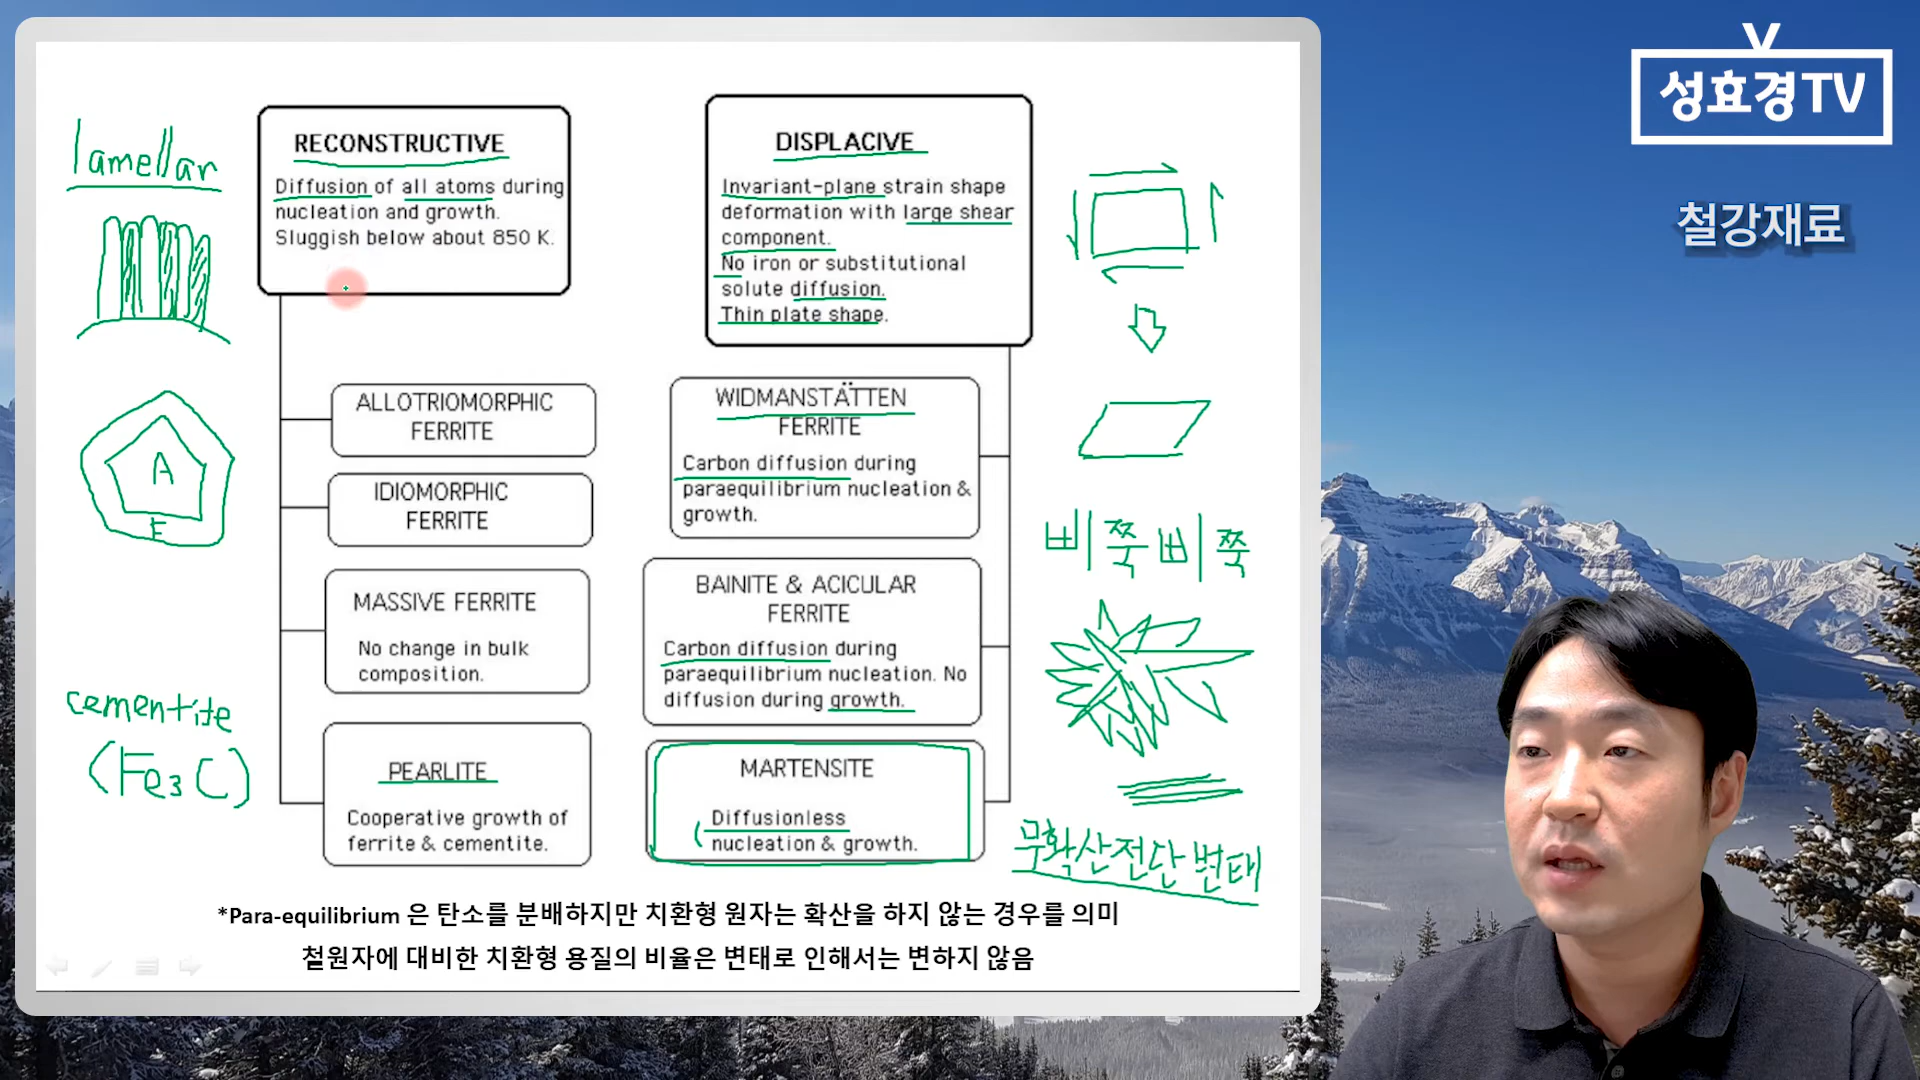 성효경TV
철강재료
lamellar
RECONSTRUCTIVE
Diffusion of all atoms during
nucleation and growth.
Sluggish below about 850 K.
DISPLACIVE
Invariant-plane strain shape
deformation with large shear
component.
No iron or substitutional
solute diffusion.
Thin plate shape.
A
F
ALLOTRIOMORPHIC
FERRITE
IDIOMORPHIC
FERRITE
MASSIVE FERRITE
No change in bulk
composition.
PEARLITE
Cooperative growth of
ferrite & cementite.
cementite
(Fe₃C)
WIDMANSTÄTTEN
FERRITE
Carbon diffusion during
paraequilibrium nucleation &
growth.
BAINITE & ACICULAR
FERRITE
Carbon diffusion during
paraequilibrium nucleation. No
diffusion during growth.
MARTENSITE
Diffusionless
nucleation & growth.
삐쭉삐쭉
무확산전단변태
*Para-equilibrium 은 탄소를 분배하지만 치환형 원자는 확산을 하지 않는 경우를 의미
철원자에 대비한 치환형 용질의 비율은 변태로 인해서는 변하지 않음